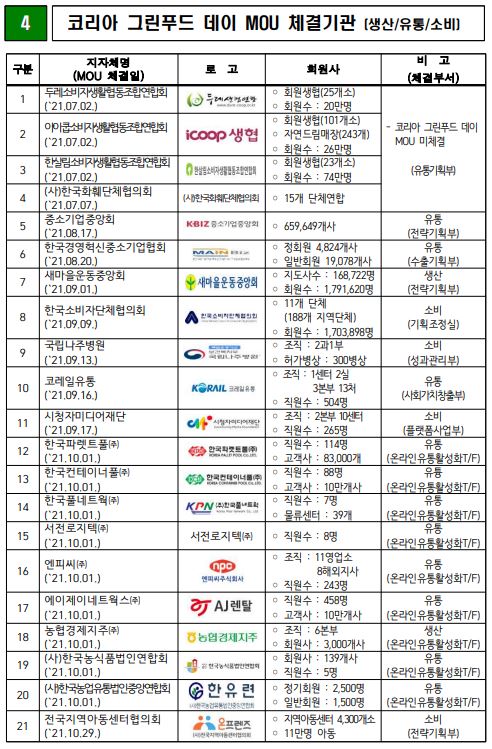 4 코리아 그린푸드 데이 MOU 체결기관 (생산/유통/소비)
구분 지자체명 (MOU 체결일) 로 고 회원사 비 고 (체결부서)
1 두레소비자생활협동조합연합회 ('21.07.02.) 두레생협연합 ◦ 회원생협(25개소) ◦ 회원수 : 20만명
2 아이쿱소비자생활협동조합연합회 ('21.07.02.) icoop 생협 ◦ 회원생협(101개소) ◦ 자연드림매장(243개) ◦ 회원수 : 26만명
- 코리아 그린푸드 데이 MOU 미체결
(유통기획부)
3 한살림소비자생활협동조합연합회 ('21.07.02.) 한살림소비자생활협동조합연합회 ◦ 회원생협(23개소) ◦ 회원수 : 74만명
4 (사)한국화훼단체협의회 ('21.07.07.) (사)한국화훼단체협의회 ◦ 15개 단체연합
5 중소기업중앙회 ('21.08.17.) KBIZ 중소기업중앙회 ◦ 659,649개사 유통 (전략기획부)
6 한국경영혁신중소기업협회 ('21.08.20.) MAIN ◦ 정회원 4,824개사 ◦ 일반회원 19,078개사 유통 (수출기획부)
7 새마을운동중앙회 ('21.09.01.) 새마을운동중앙회 ◦ 지도사수 : 168,722명 ◦ 회원수 : 1,791,620명 생산 (전략기획부)
8 한국소비자단체협의회 ('21.09.09.) 한국소비자단체협의회 ◦ 11개 단체 (188개 지역단체) ◦ 회원수 : 1,703,898명 소비 (기획조정실)
9 국립나주병원 ('21.09.13.) 보건복지부 국립나주병원 ◦ 조직 : 2과1부 ◦ 허가병상 : 300병상 소비 (성과관리부)
10 코레일유통 ('21.09.16.) KORAIL 코레일유통 ◦ 조직 : 1센터 2실 3본부 13처 ◦ 직원수 : 504명 유통 (사회가치창출부)
11 시청자미디어재단 ('21.09.17.) 시청자미디어재단 ◦ 조직 : 2본부 10센터 ◦ 직원수 : 265명 소비 (플랫폼사업부)
12 한국파렛트풀㈜ ('21.10.01.) 한국파렛트풀(주) KOREA PALLET POOL CO.,LTD. ◦ 직원수 : 114명 ◦ 고객사 : 83,000개 유통 (온라인유통활성화T/F)
13 한국컨테이너풀㈜ ('21.10.01.) 한국컨테이너풀(주) KOREA CONTAINER POOL CO.,LTD. ◦ 직원수 : 88명 ◦ 고객사 : 10만개사 유통 (온라인유통활성화T/F)
14 한국풀네트웍㈜ ('21.10.01.) KPN (주)한국풀네트웍 ◦ 직원수 : 7명 ◦ 물류센터 : 39개 유통 (온라인유통활성화T/F)
15 서전로지텍㈜ ('21.10.01.) 서전로지텍㈜ ◦ 직원수 : 8명 유통 (온라인유통활성화T/F)
16 엔피씨㈜ ('21.10.01.) npc 엔피씨주식회사 ◦ 조직 : 11영업소 8해외지사 ◦ 직원수 : 243명 유통 (온라인유통활성화T/F)
17 에이제이네트웍스㈜ ('21.10.01.) AJ렌탈 ◦ 직원수 : 458명 ◦ 고객사 : 10만개사 유통 (온라인유통활성화T/F)
18 농협경제지주㈜ ('21.10.01.) 농협경제지주 ◦ 조직 : 6본부 ◦ 회원사 : 3,000개사 생산 (온라인유통활성화T/F)
19 (사)한국농식품법인연합회 ('21.10.01.) (사)한국농식품법인연합회 ◦ 회원사 : 139개사 ◦ 직원수 : 5명 유통 (온라인유통활성화T/F)
20 (사)한국농업유통법인중앙연합회 ('21.10.01.) 한유련 (사)한국농업유통법인중앙연합회 ◦ 정기회원 : 2,500명 ◦ 일반회원 : 1,500명 유통 (온라인유통활성화T/F)
21 전국지역아동센터협의회 ('21.10.29.) 온프렌즈 (사)전국지역아동센터협의회 ◦ 지역아동센터 4,300개소 ◦ 11만명 아동 소비 (전략기획부)